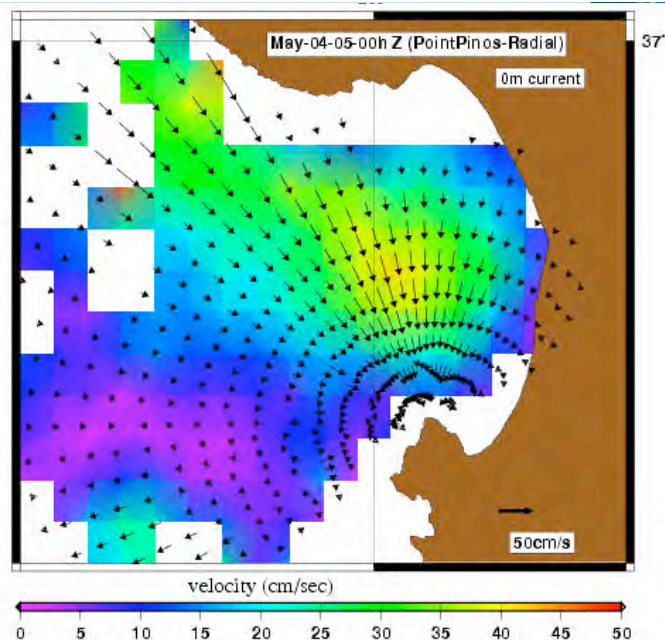 May-04-05-00h Z (PointPinos-Radial)
37°
0m current
50cm/s
velocity (cm/sec)
0 5 10 15 20 25 30 35 40 45 50